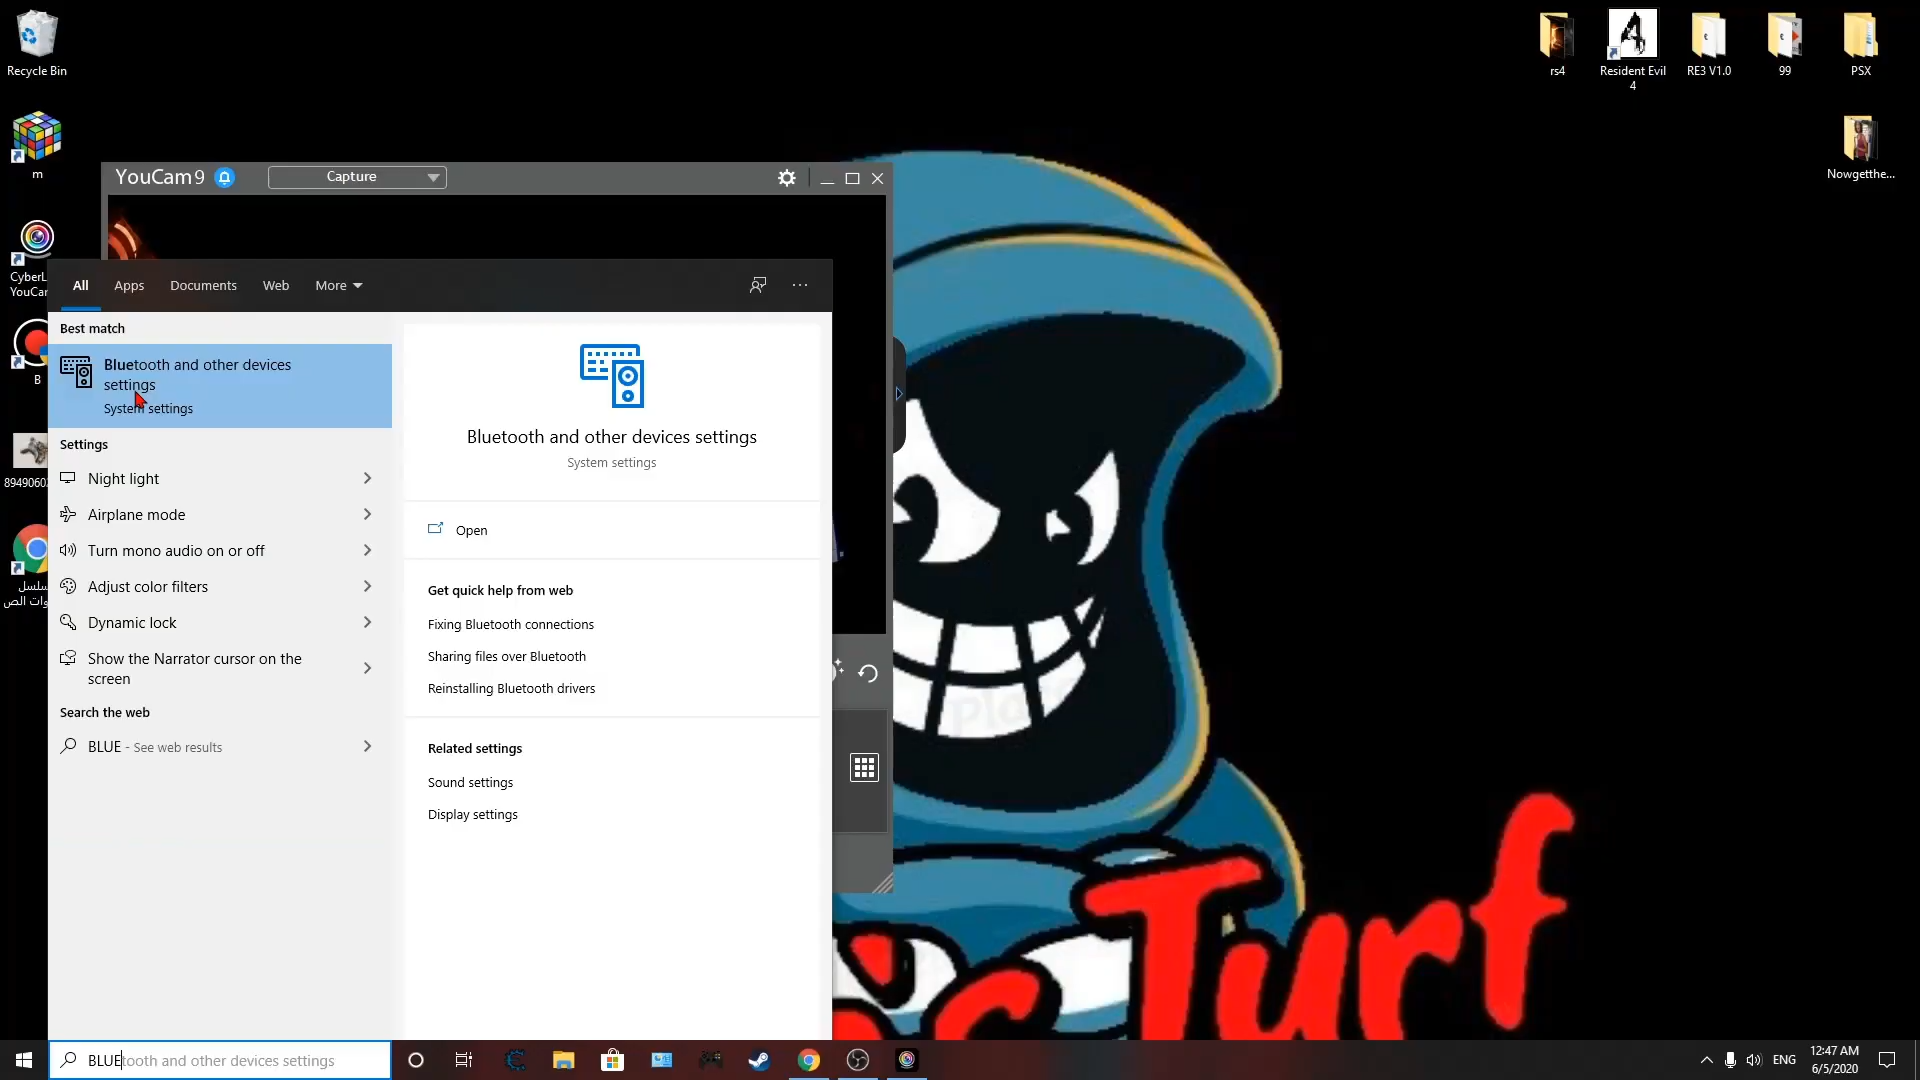 Recycle Bin
m
CyberL
YouCam
B
8949060
سلسل
وات الص
rs4
Resident Evil
4
RE3 V1.0
99
PSX
Nowgetthe...
YouCam 9
Capture
All
Apps
Documents
Web
More
Best match
Bluetooth and other devices
settings
System settings
Settings
Night light
Airplane mode
Turn mono audio on or off
Adjust color filters
Dynamic lock
Show the Narrator cursor on the
screen
Search the web
BLUE - See web results
Bluetooth and other devices settings
System settings
Open
Get quick help from web
Fixing Bluetooth connections
Sharing files over Bluetooth
Reinstalling Bluetooth drivers
Related settings
Sound settings
Display settings
Turf
BLUEtooth and other devices settings
ENG
12:47 AM
6/5/2020